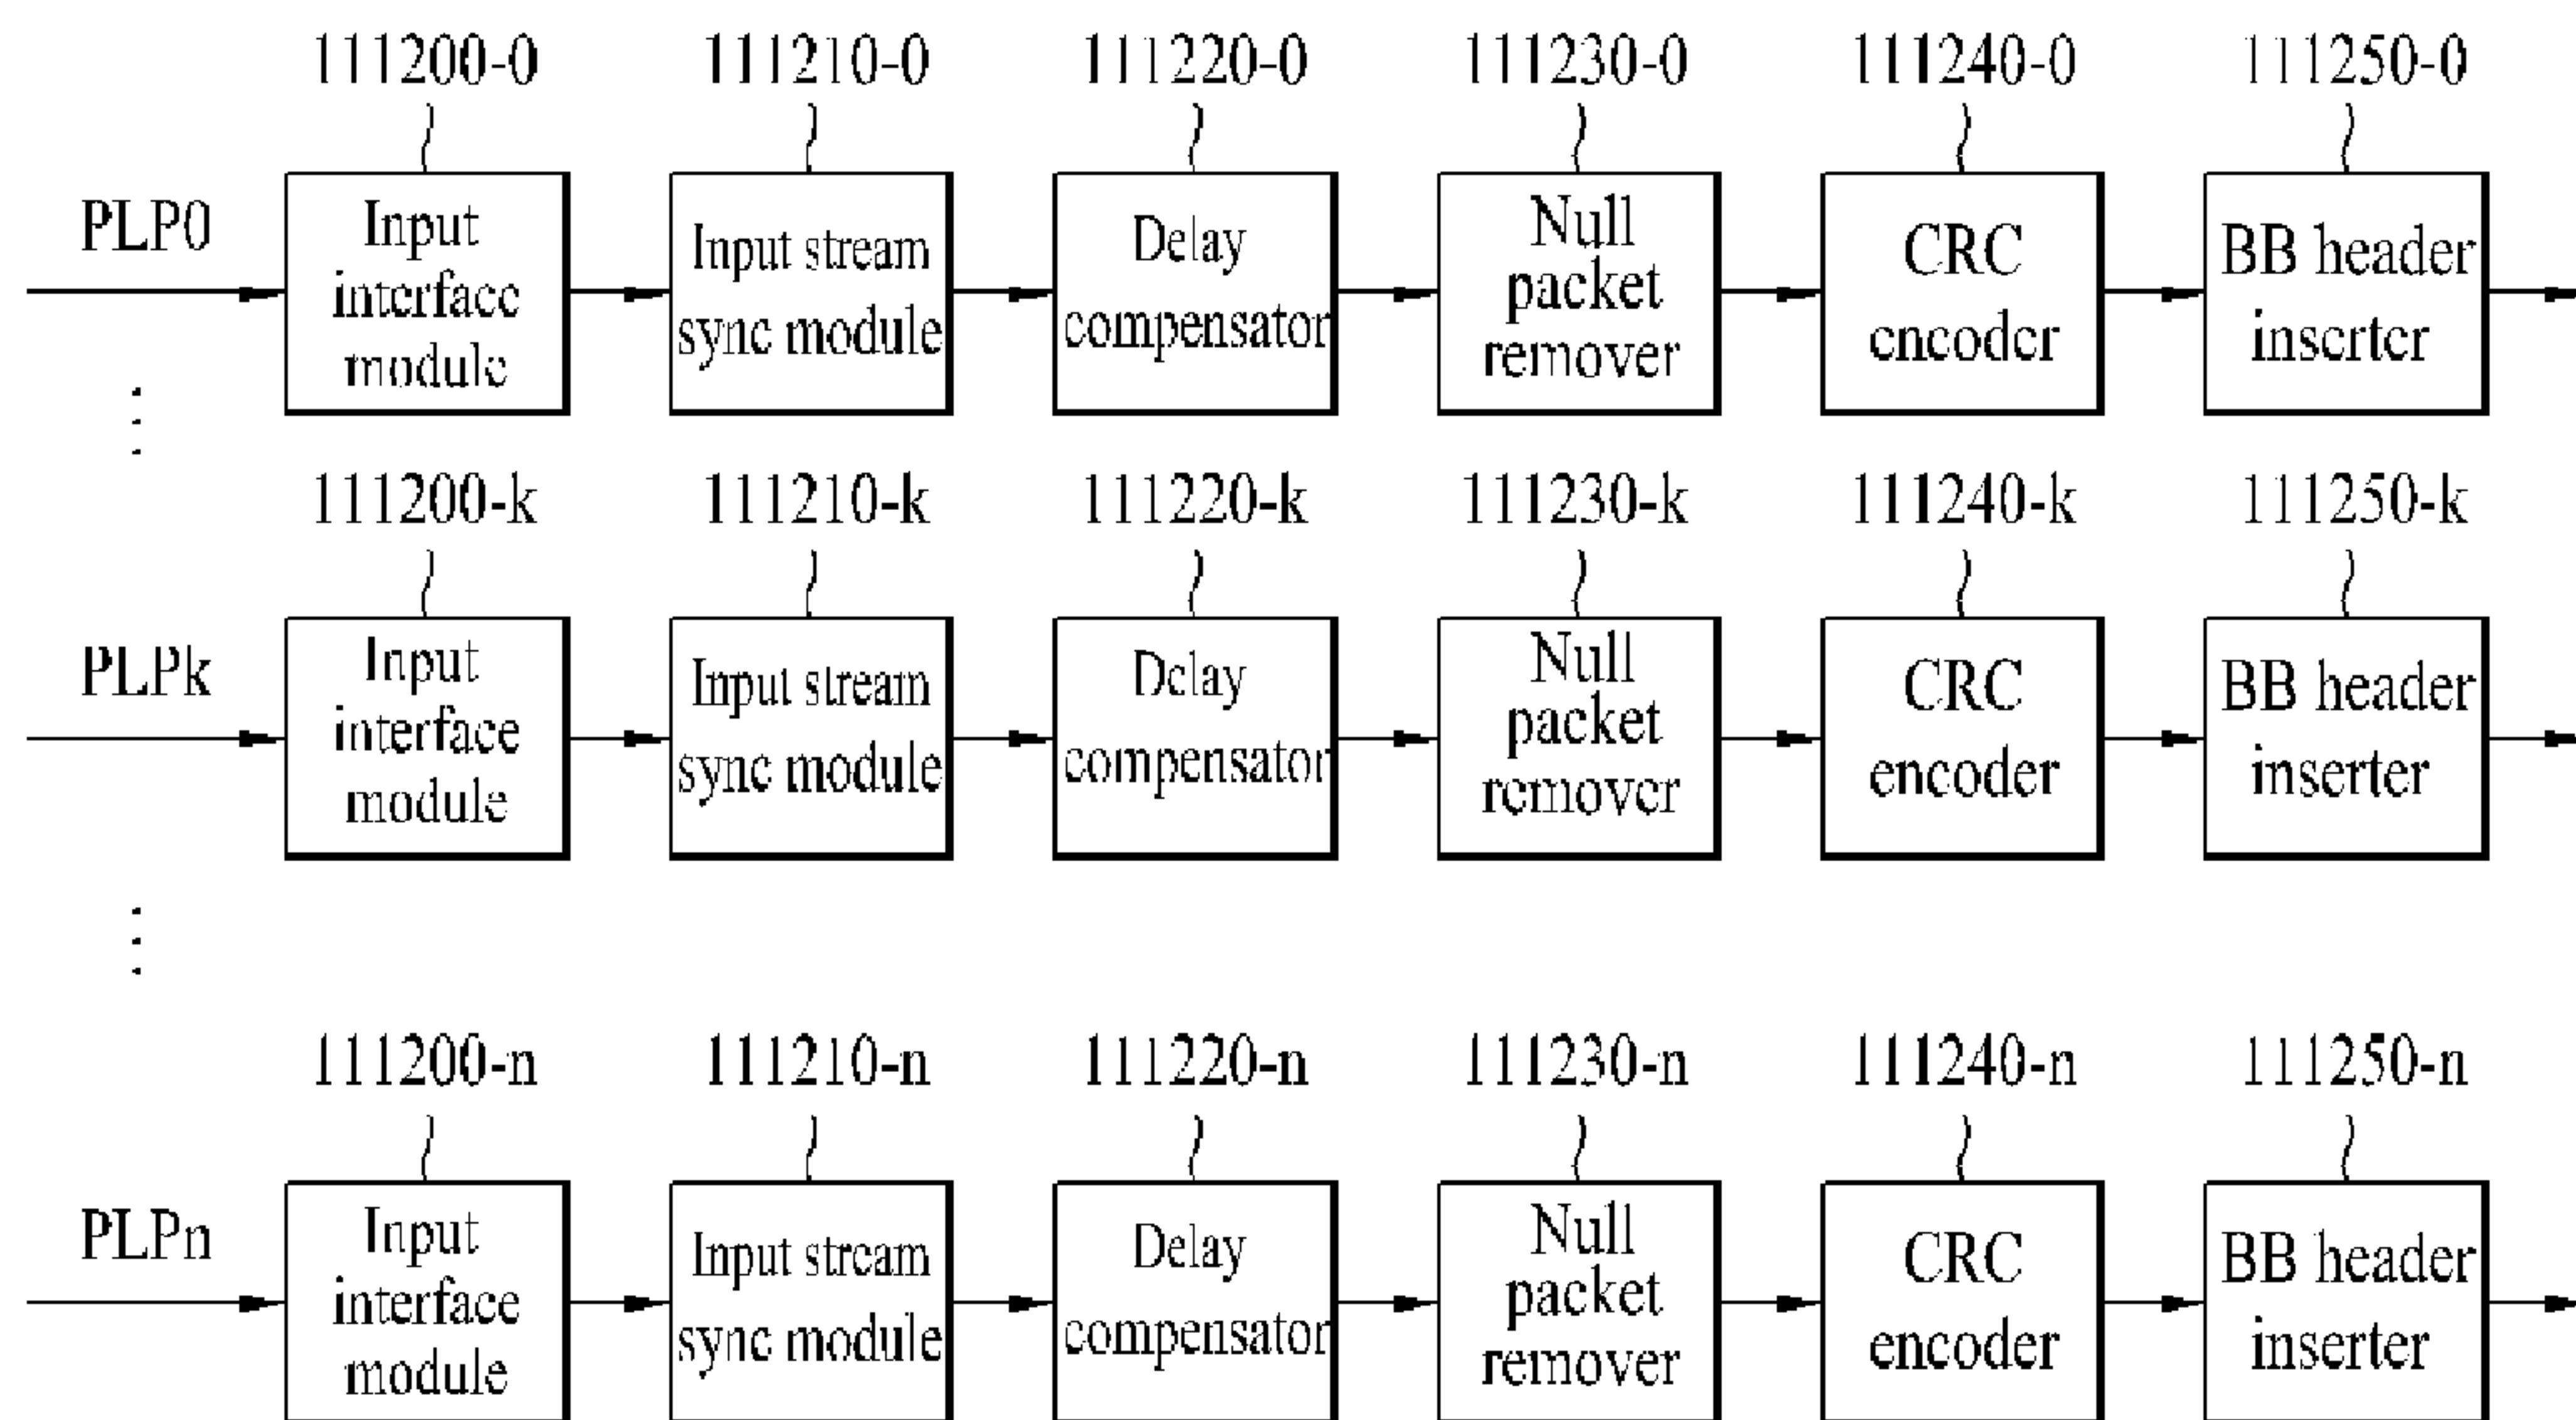 111200-0 111210-0 111220-0 111230-0 111240-0 111250-0
PLP0
Input
interface
module
Input stream
sync module
Delay
compensator
Null
packet
remover
CRC
encoder
BB header
inserter
111200-k 111210-k 111220-k 111230-k 111240-k 111250-k
PLPk
Input
interface
module
Input stream
sync module
Delay
compensator
Null
packet
remover
CRC
encoder
BB header
inserter
111200-n 111210-n 111220-n 111230-n 111240-n 111250-n
PLPn
Input
interface
module
Input stream
sync module
Delay
compensator
Null
packet
remover
CRC
encoder
BB header
inserter